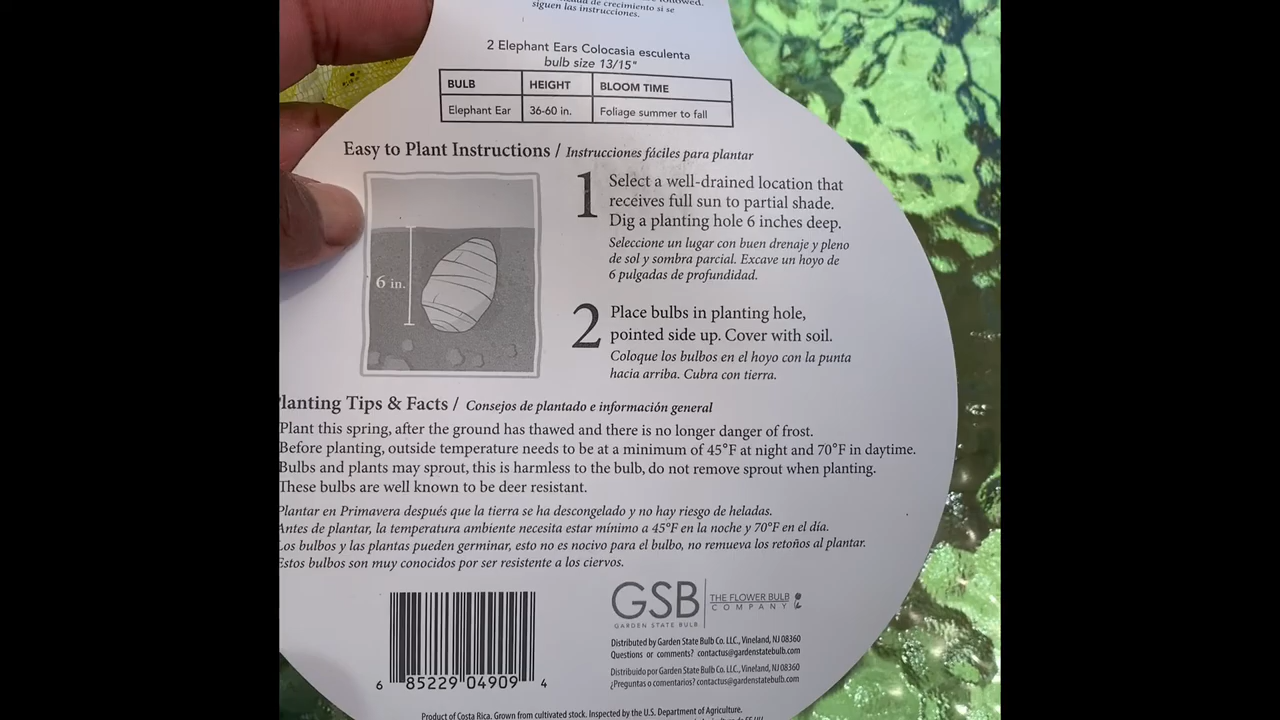 de crecimiento si se
siguen las instrucciones.
2 Elephant Ears Colocasia esculenta
bulb size 13/15"
BULB HEIGHT BLOOM TIME
Elephant Ear 36-60 in. Foliage summer to fall
Easy to Plant Instructions / Instrucciones fáciles para plantar
6 in.
1 Select a well-drained location that
receives full sun to partial shade.
Dig a planting hole 6 inches deep.
Seleccione un lugar con buen drenaje y pleno
de sol y sombra parcial. Excave un hoyo de
6 pulgadas de profundidad.
2 Place bulbs in planting hole,
pointed side up. Cover with soil.
Coloque los bulbos en el hoyo con la punta
hacia arriba. Cubra con tierra.
lanting Tips & Facts / Consejos de plantado e información general
Plant this spring, after the ground has thawed and there is no longer danger of frost.
Before planting, outside temperature needs to be at a minimum of 45°F at night and 70°F in daytime.
Bulbs and plants may sprout, this is harmless to the bulb, do not remove sprout when planting.
These bulbs are well known to be deer resistant.
Plantar en Primavera después que la tierra se ha descongelado y no hay riesgo de heladas.
Antes de plantar, la temperatura ambiente necesita estar mínimo a 45°F en la noche y 70°F en el día.
Los bulbos y las plantas pueden germinar, esto no es nocivo para el bulbo, no remueva los retoños al plantar.
Estos bulbos son muy conocidos por ser resistente a los ciervos.
GSB THE FLOWER BULB
COMPANY
GARDEN STATE BULB
Distributed by Garden State Bulb Co. LLC., Vineland, NJ 08360
Questions or comments? contactus@gardenstatebulb.com
Distribuido por Garden State Bulb Co. LLC., Vineland, NJ 08360
¿Preguntas o comentarios? contactus@gardenstatebulb.com
6 85229 04909 4
Product of Costa Rica. Grown from cultivated stock. Inspected by the U.S. Department of Agriculture.